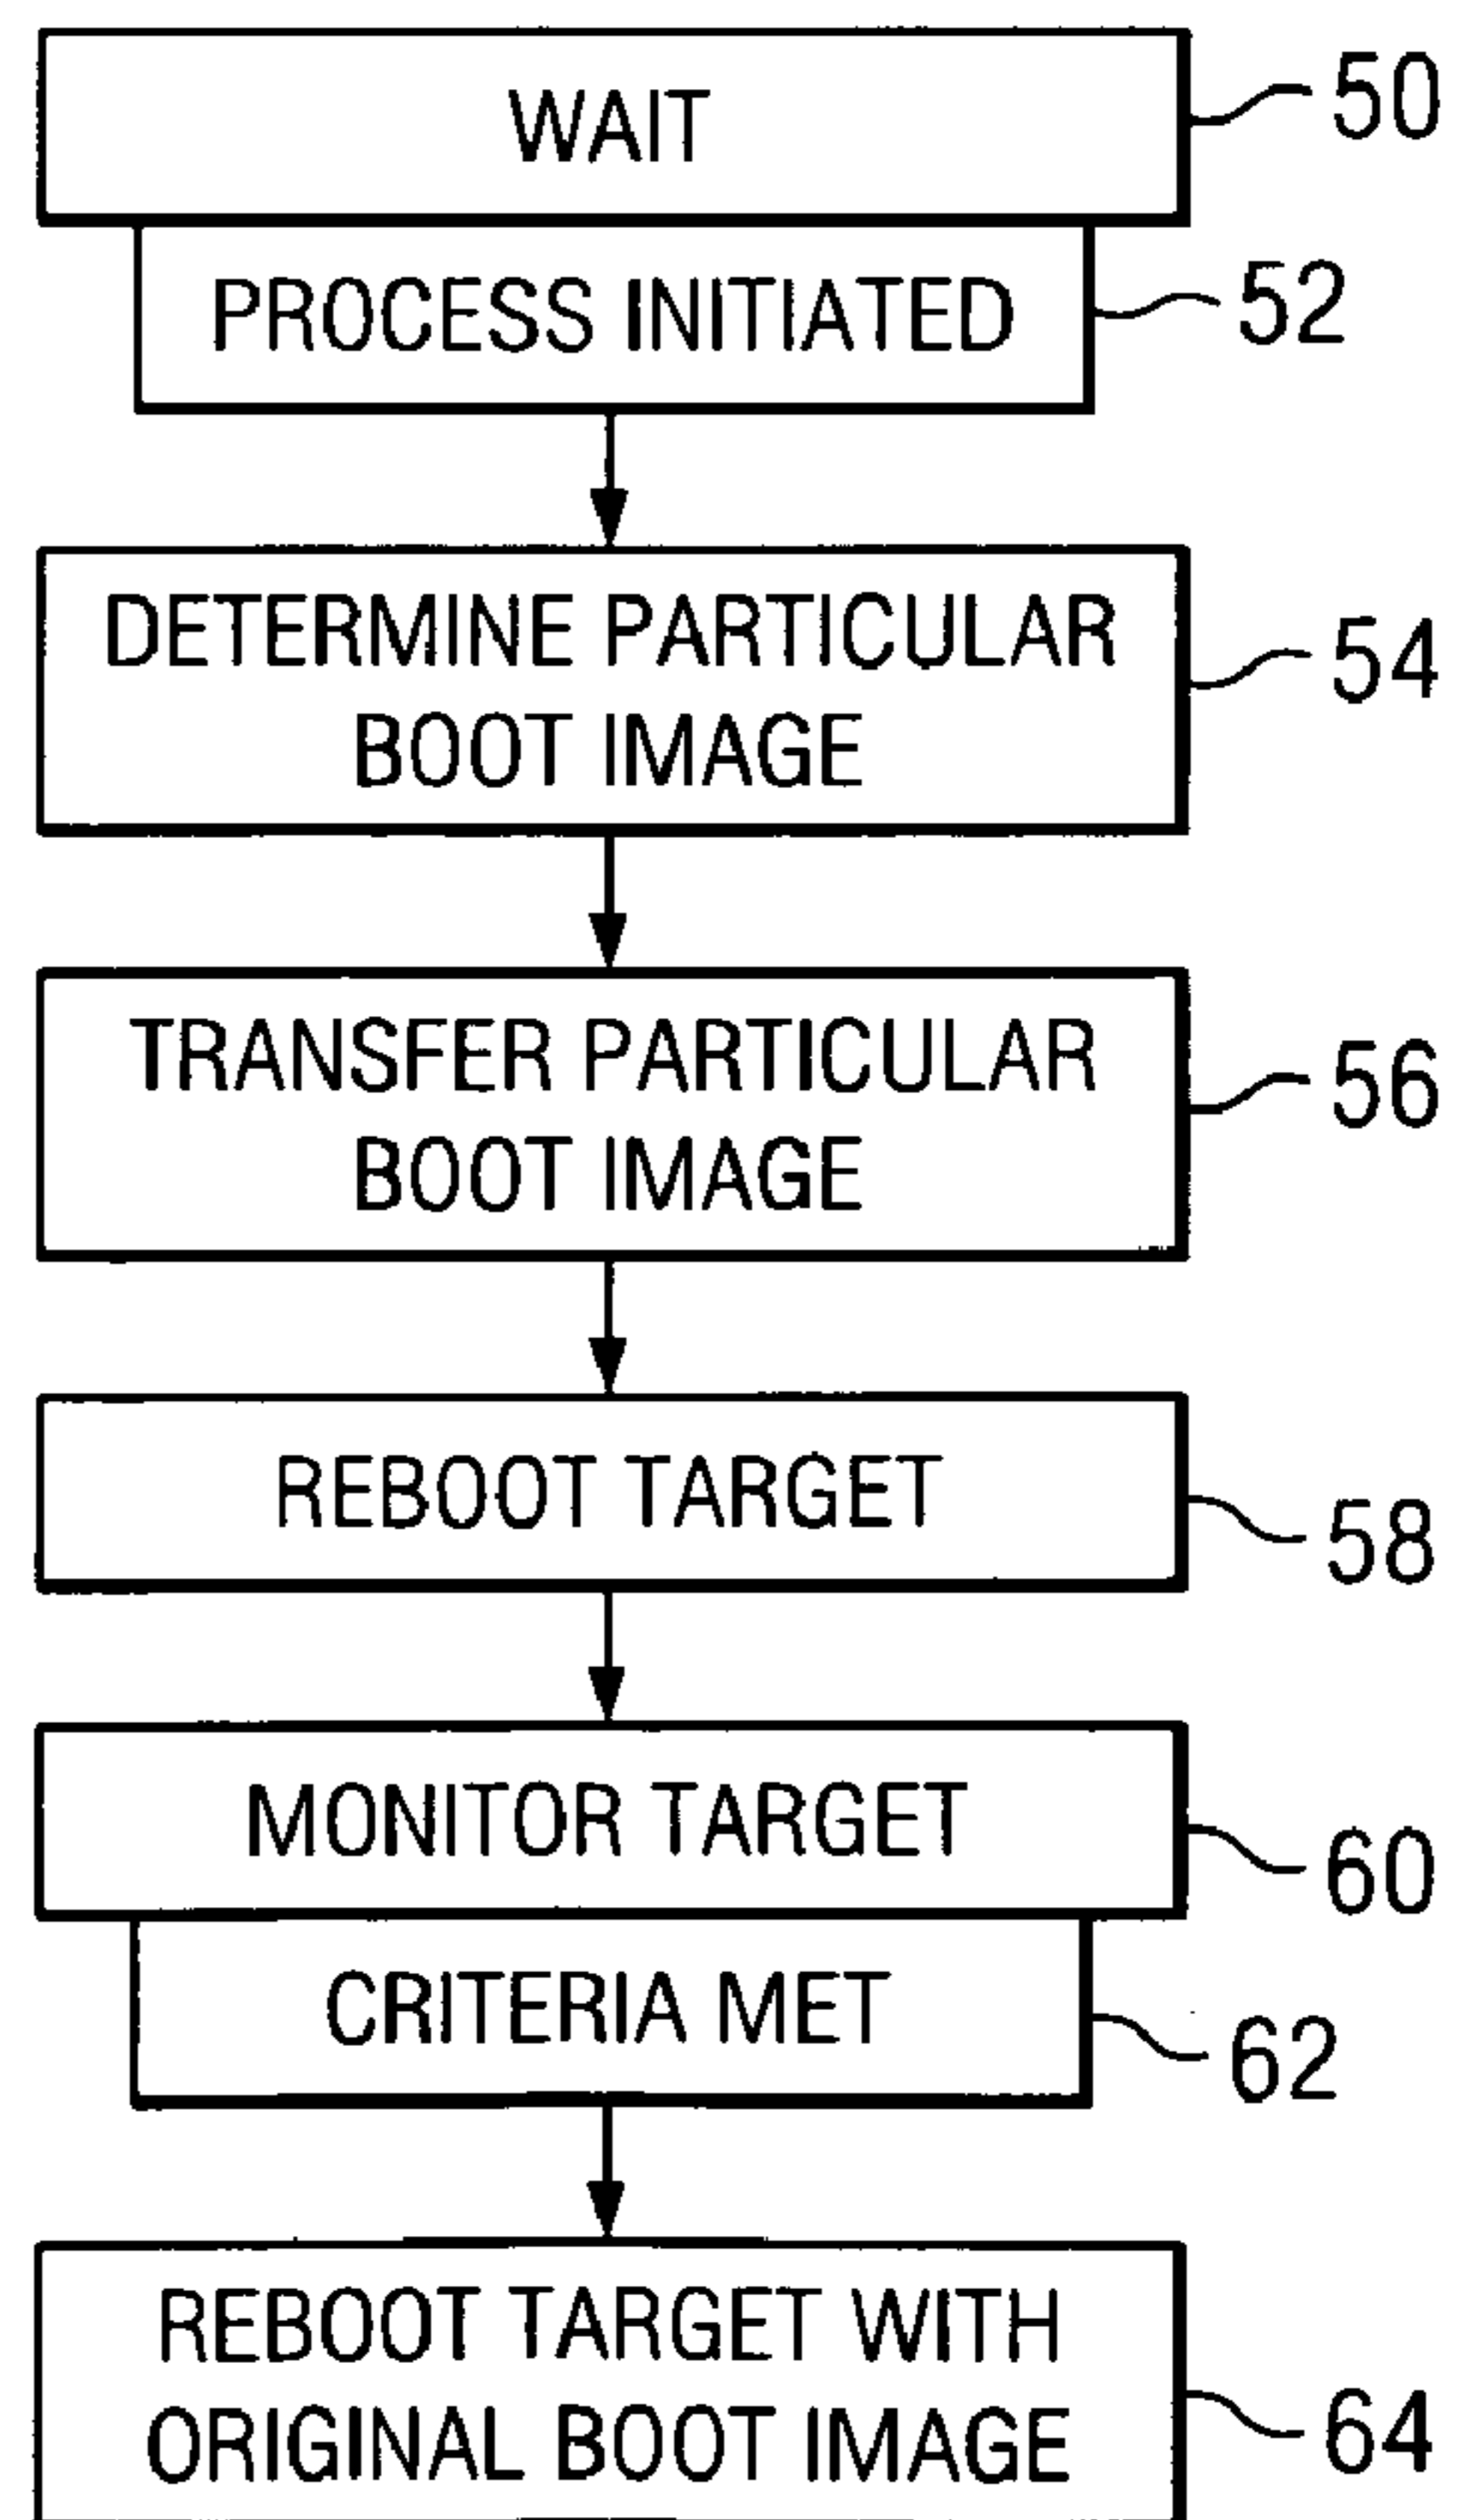 WAIT
50
PROCESS INITIATED
52
DETERMINE PARTICULAR
BOOT IMAGE
54
TRANSFER PARTICULAR
BOOT IMAGE
56
REBOOT TARGET
58
MONITOR TARGET
60
CRITERIA MET
62
REBOOT TARGET WITH
ORIGINAL BOOT IMAGE
64